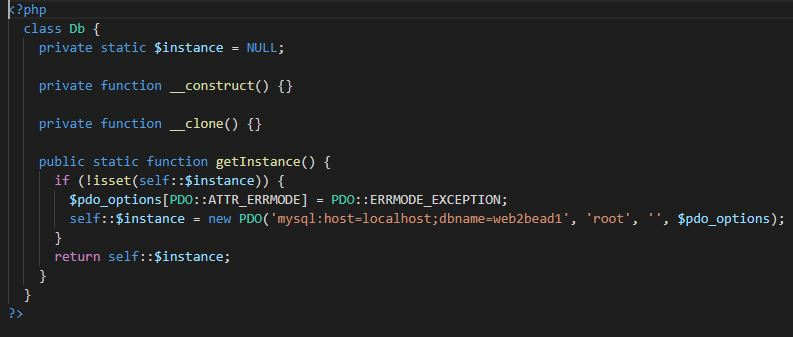 <?php
class Db {
private static $instance = NULL;
private function __construct() {}
private function __clone() {}
public static function getInstance() {
if (!isset(self::$instance)) {
$pdo_options[PDO::ATTR_ERRMODE] = PDO::ERRMODE_EXCEPTION;
self::$instance = new PDO('mysql:host=localhost;dbname=web2bead1', 'root', '', $pdo_options);
}
return self::$instance;
}
}
?>